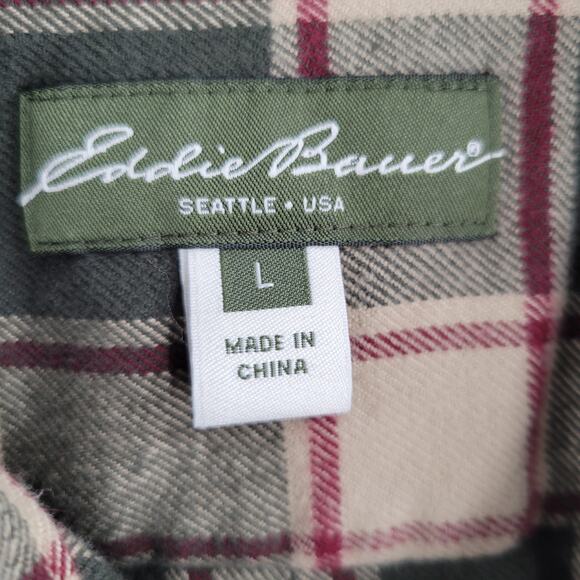 Eddie Bauer®
SEATTLE • USA
L
MADE IN
CHINA